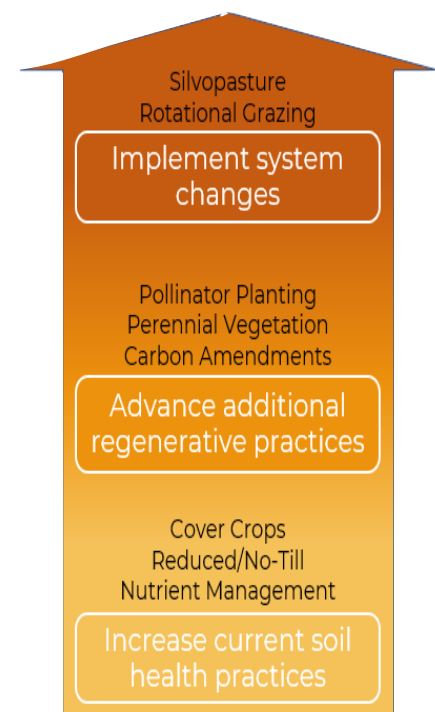 Silvopasture
Rotational Grazing
Implement system
changes
Pollinator Planting
Perennial Vegetation
Carbon Amendments
Advance additional
regenerative practices
Cover Crops
Reduced/No-Till
Nutrient Management
Increase current soil
health practices